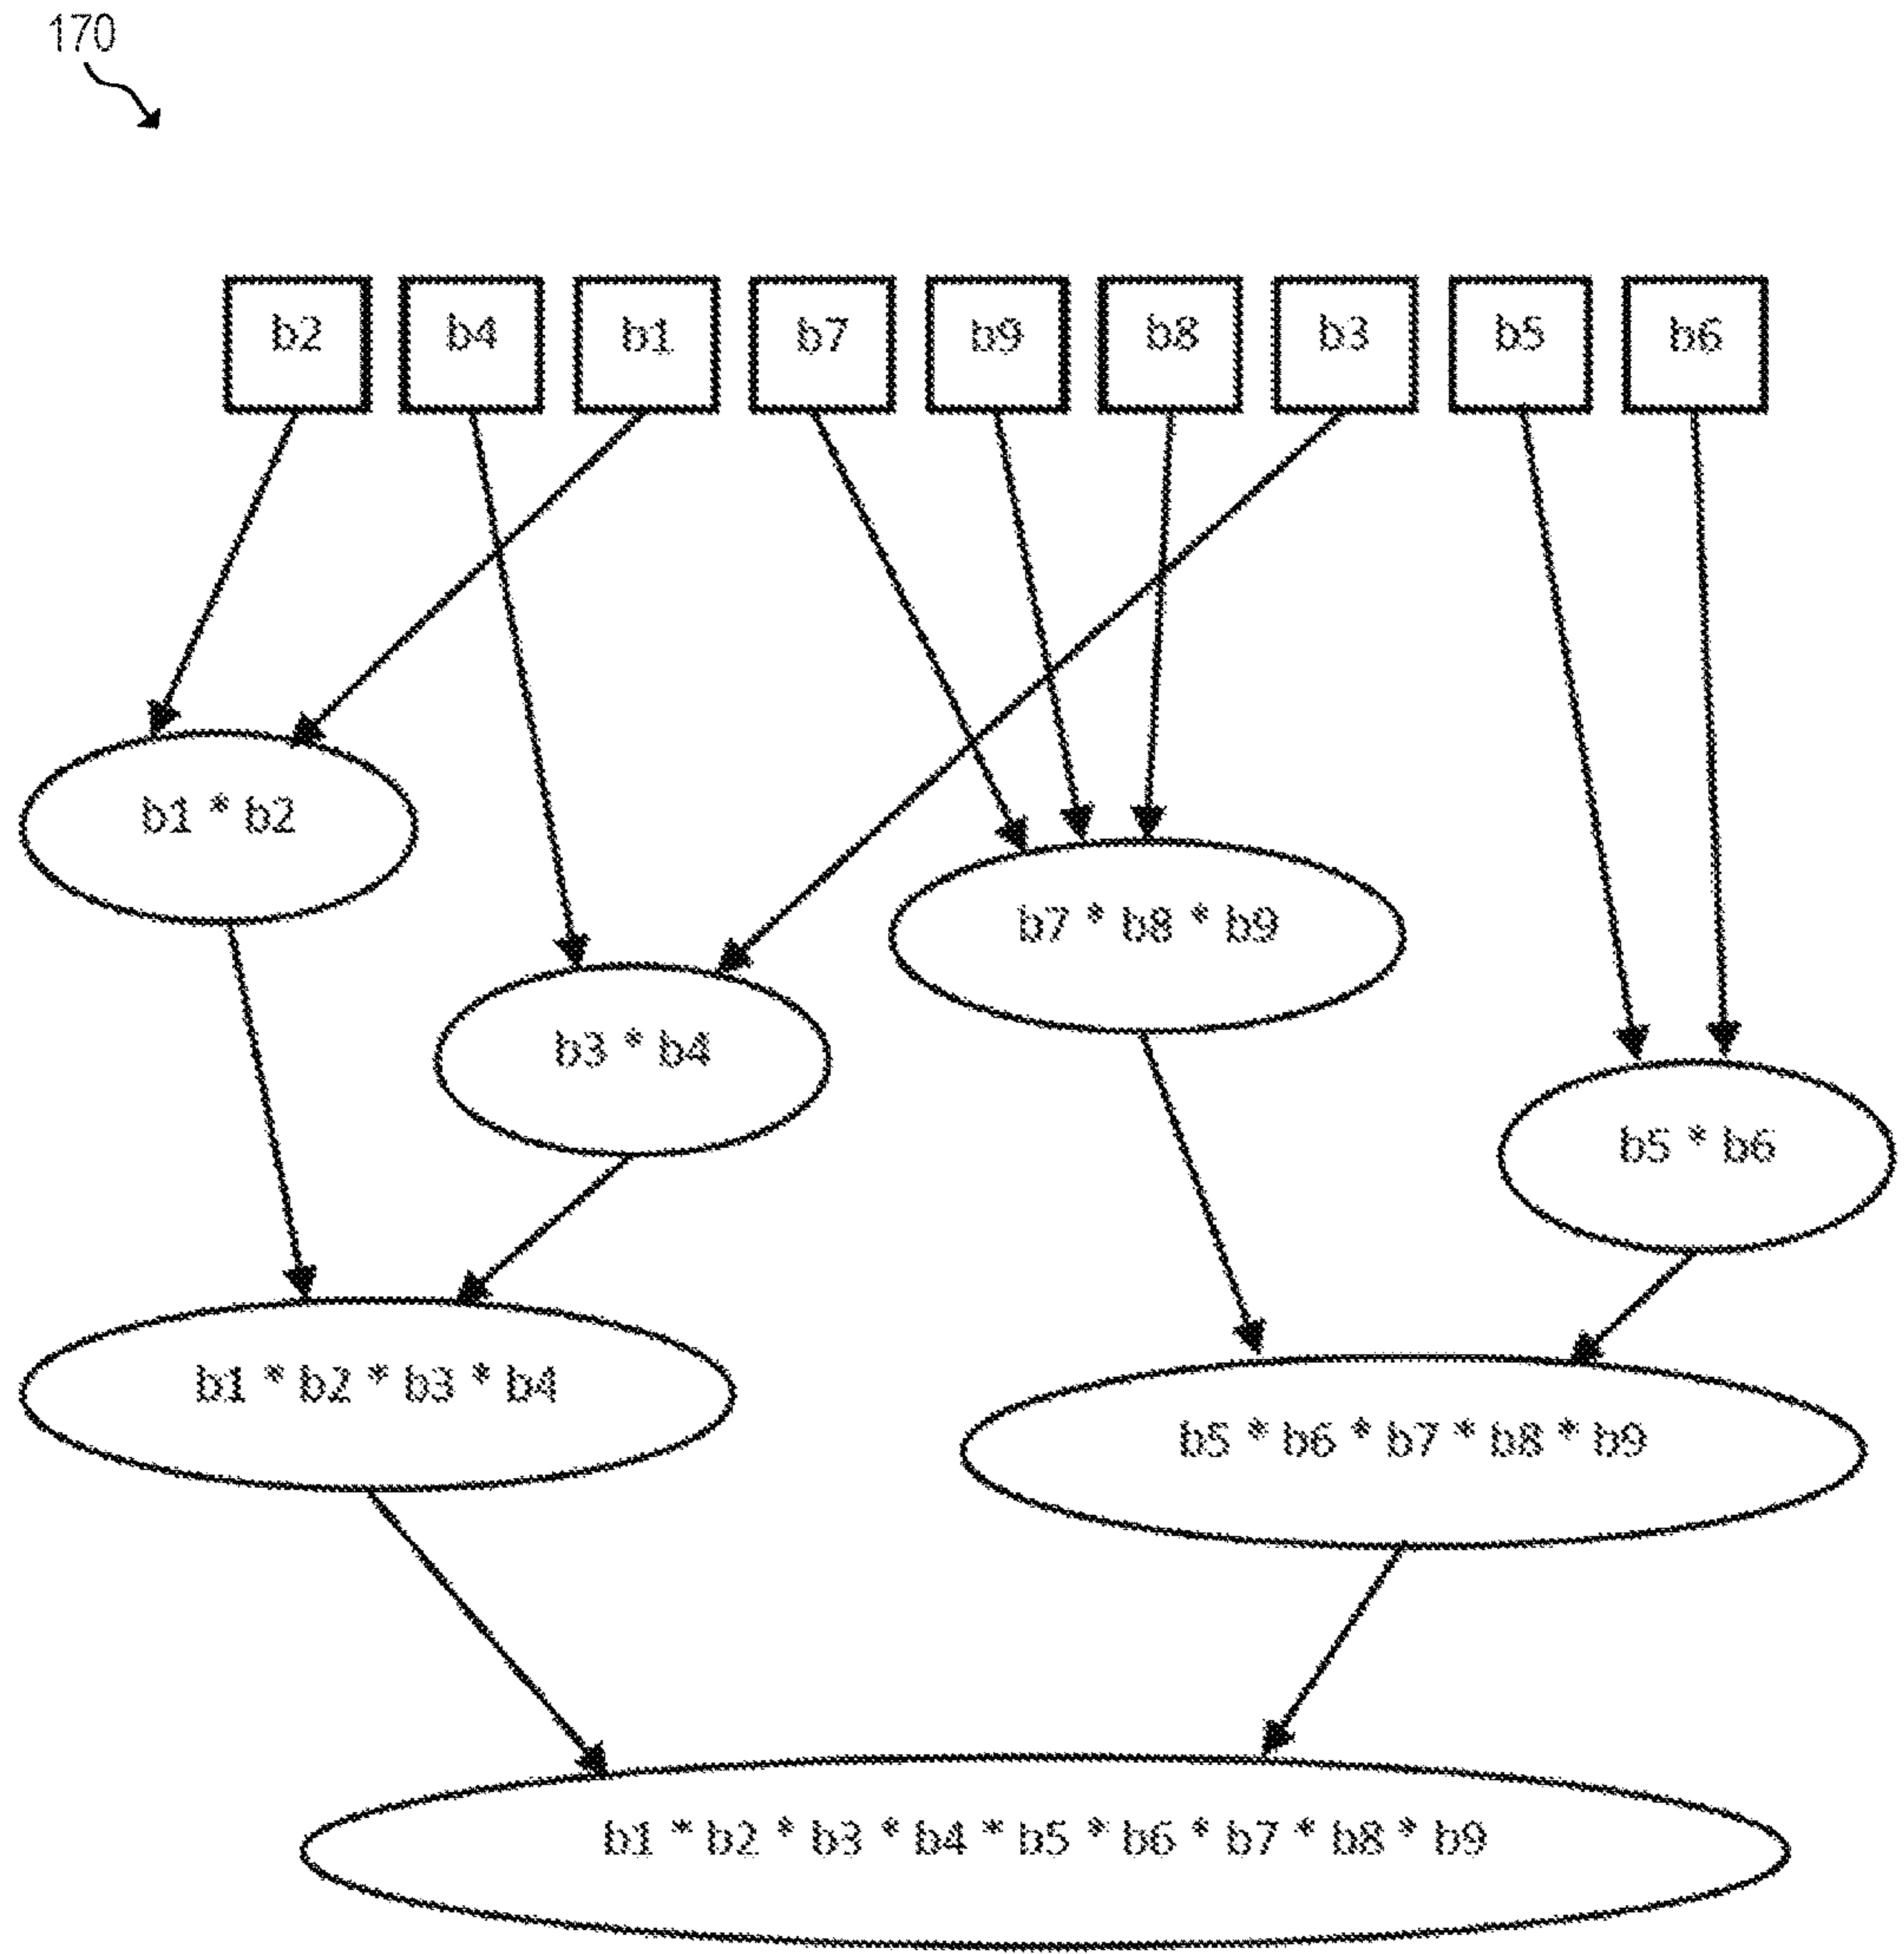 170
b2 b4 b1 b7 b9 b8 b3 b5 b6
b1 * b2
b7 * b8 * b9
b3 * b4
b5 * b6
b1 * b2 * b3 * b4
b5 * b6 * b7 * b8 * b9
b1 * b2 * b3 * b4 * b5 * b6 * b7 * b8 * b9